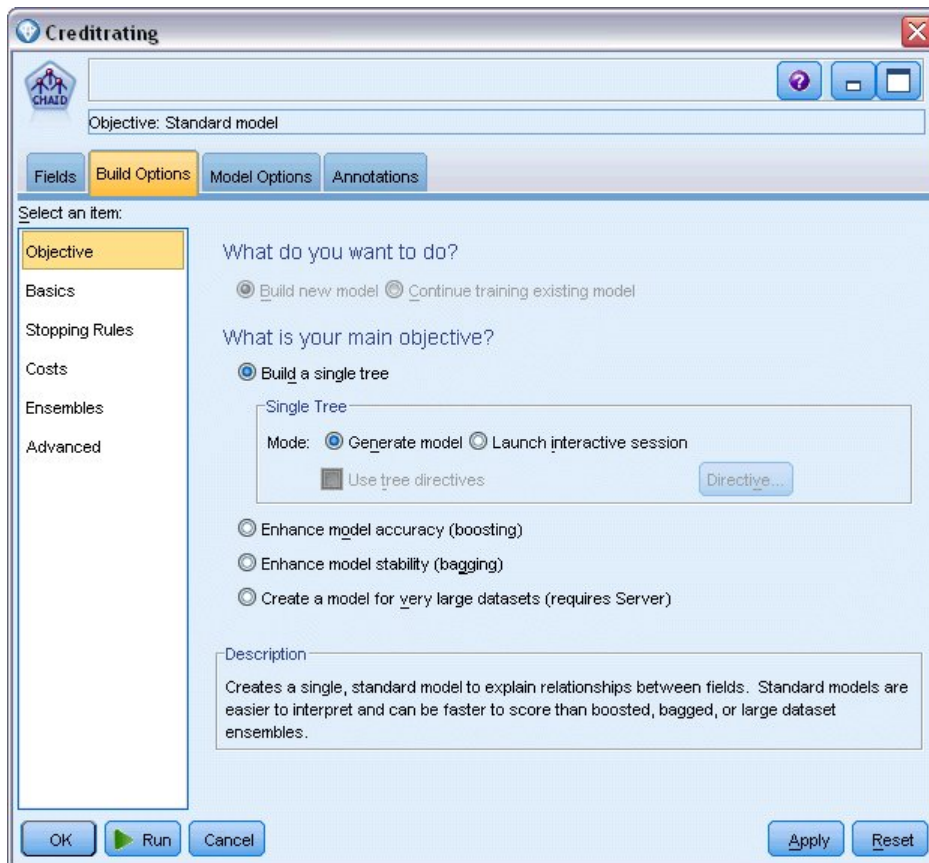 Creditrating
CHAID
Objective: Standard model
Fields Build Options Model Options Annotations
Select an item:
Objective
Basics
Stopping Rules
Costs
Ensembles
Advanced
What do you want to do?
Build new model Continue training existing model
What is your main objective?
Build a single tree
Single Tree
Mode: Generate model Launch interactive session
Use tree directives Directive...
Enhance model accuracy (boosting)
Enhance model stability (bagging)
Create a model for very large datasets (requires Server)
Description
Creates a single, standard model to explain relationships between fields. Standard models are
easier to interpret and can be faster to score than boosted, bagged, or large dataset
ensembles.
OK Run Cancel Apply Reset